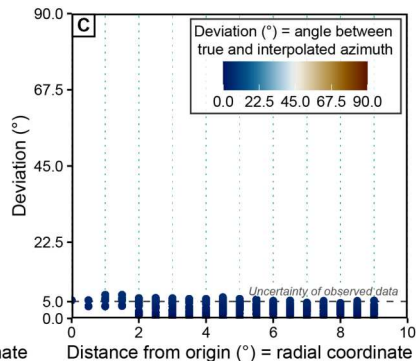 C
Deviation (°) = angle between
true and interpolated azimuth
0.0 22.5 45.0 67.5 90.0
90.0
67.5
45.0
22.5
5.0
0.0
Deviation (°)
Uncertainty of observed data
0 2 4 6 8 10
nate
Distance from origin (°) = radial coordinate